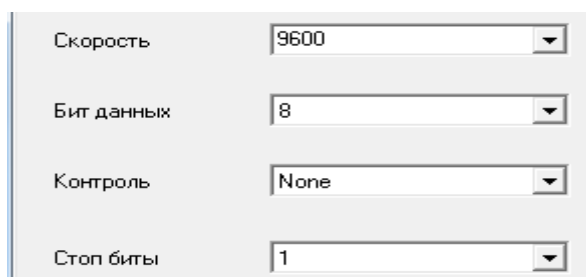 Скорость 9600
Бит данных 8
Контроль None
Стоп биты 1